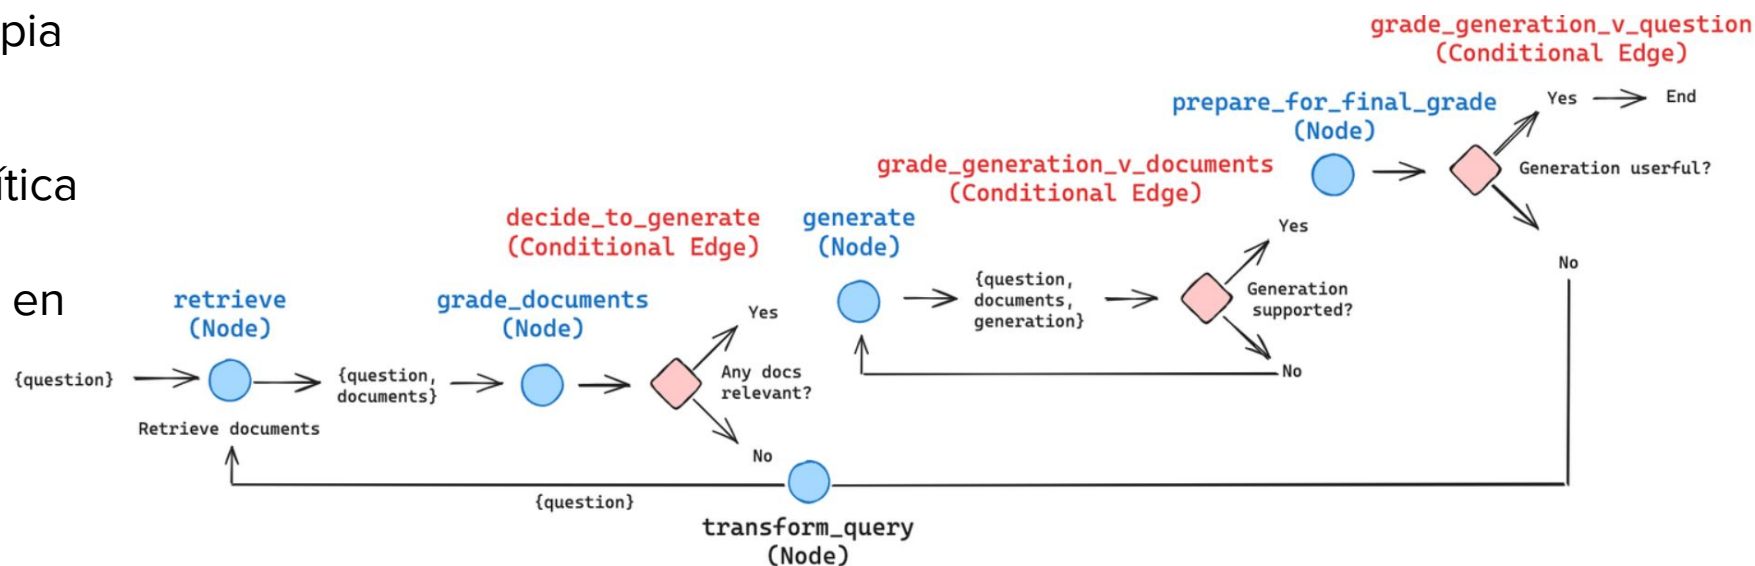 pia
ítica
en
grade_generation_v_question
(Conditional Edge)
prepare_for_final_grade
(Node)
Yes
End
Generation userful?
No
grade_generation_v_documents
(Conditional Edge)
generate
(Node)
{question,
documents,
generation}
Yes
Generation
supported?
No
decide_to_generate
(Conditional Edge)
retrieve
(Node)
grade_documents
(Node)
{question}
Retrieve documents
{question,
documents}
Yes
Any docs
relevant?
No
{question}
transform_query
(Node)